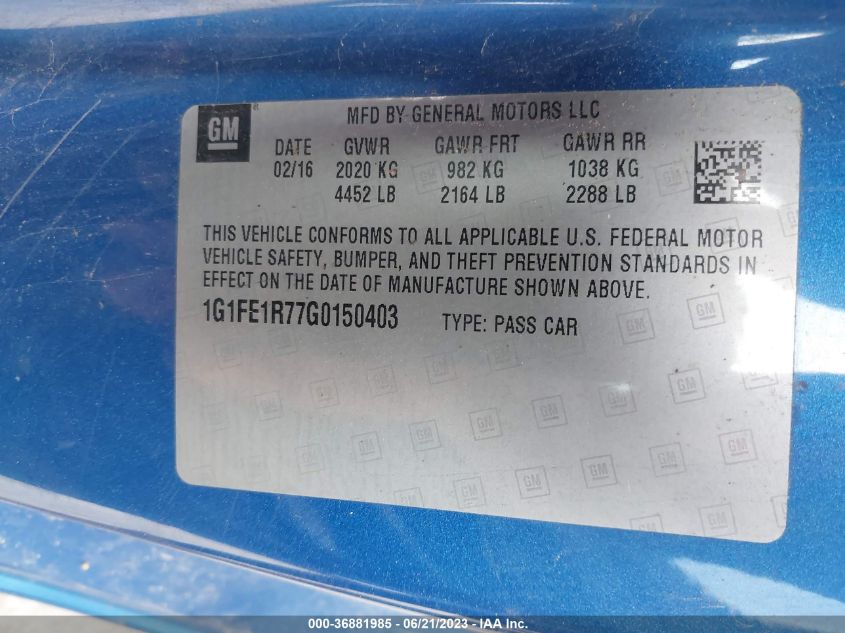 GM ® MFD BY GENERAL MOTORS LLC
DATE GVWR GAWR FRT GAWR RR
02/16 2020 KG 982 KG 1038 KG
4452 LB 2164 LB 2288 LB
THIS VEHICLE CONFORMS TO ALL APPLICABLE U.S. FEDERAL MOTOR
VEHICLE SAFETY, BUMPER, AND THEFT PREVENTION STANDARDS IN
EFFECT ON THE DATE OF MANUFACTURE SHOWN ABOVE.
1G1FE1R77G0150403 TYPE: PASS CAR
000-36881985 - 06/21/2023 - IAA Inc.